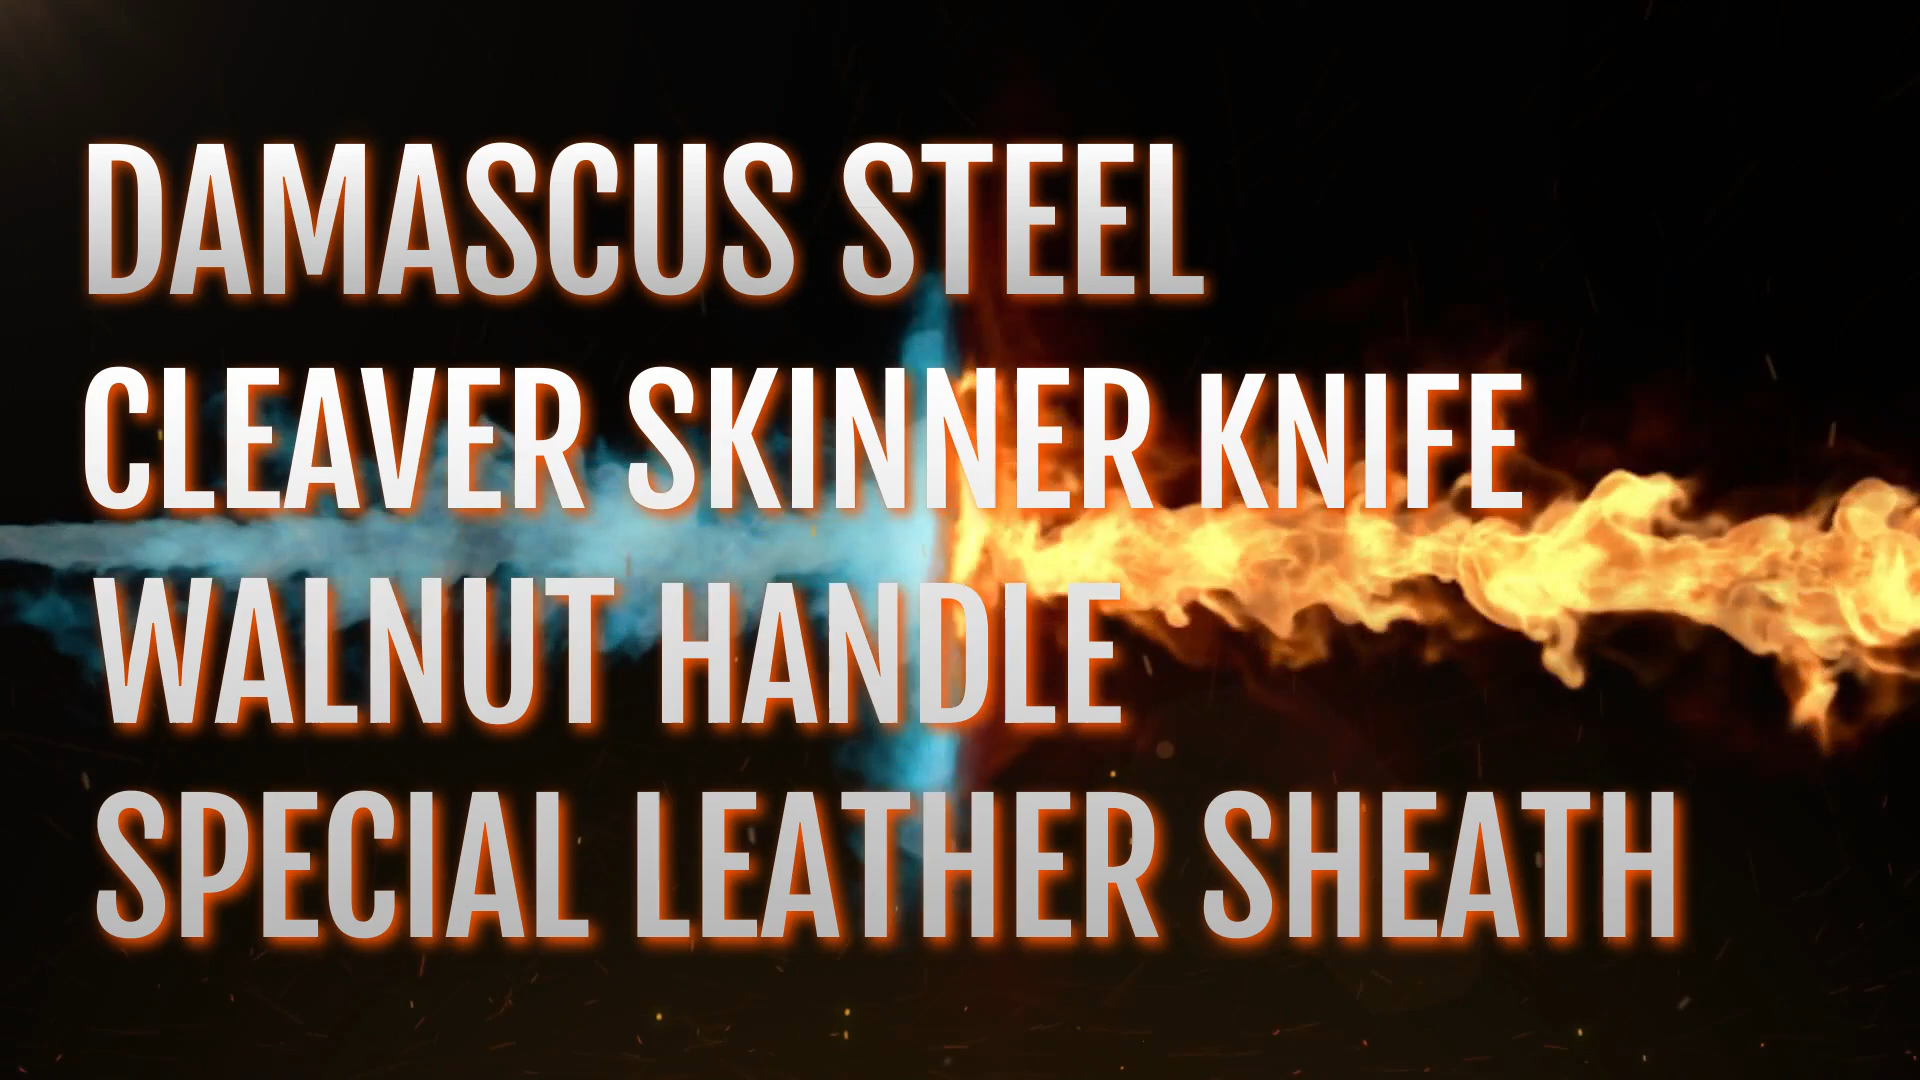 DAMASCUS STEEL
CLEAVER SKINNER KNIFE
WALNUT HANDLE
SPECIAL LEATHER SHEATH